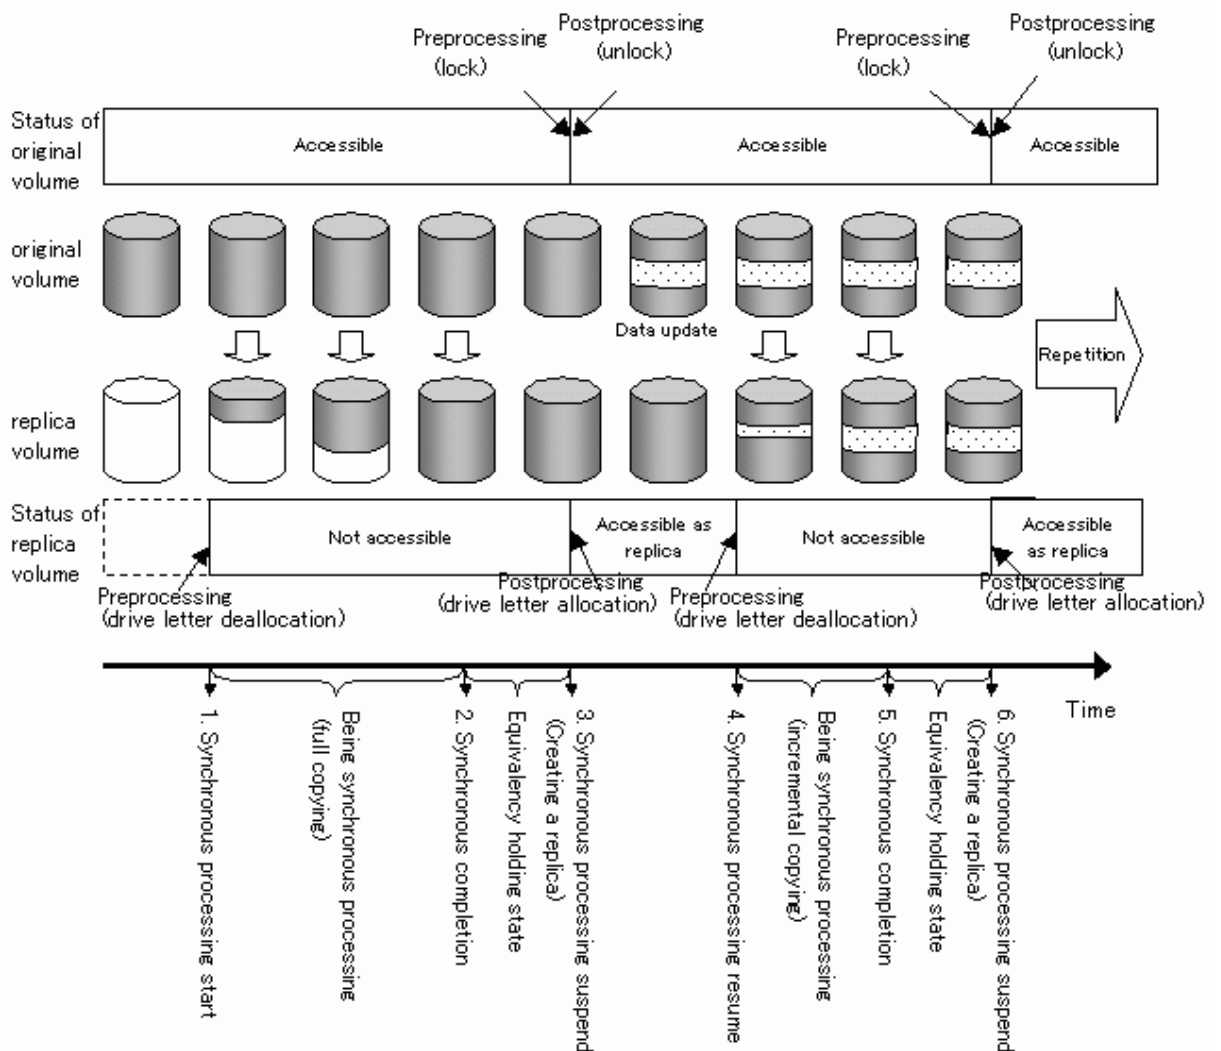 Postprocessing
(unlock)
Preprocessing
(lock)
Postprocessing
(unlock)
Preprocessing
(lock)
Status of
original
volume
Accessible
Accessible
Accessible
original
volume
Data update
Repetition
replica
volume
Status of
replica
volume
Not accessible
Accessible as
replica
Not accessible
Accessible
as replica
Preprocessing
(drive letter deallocation)
Postprocessing
(drive letter allocation)
Preprocessing
(drive letter deallocation)
Postprocessing
(drive letter allocation)
Time
1. Synchronous processing start
Being synchronous processing
(full copying)
2. Synchronous completion
Equivalency holding state
3. Synchronous processing suspend
(Creating a replica)
4. Synchronous processing resume
Being synchronous processing
(incremental copying)
5. Synchronous completion
Equivalency holding state
6. Synchronous processing suspend
(Creating a replica)